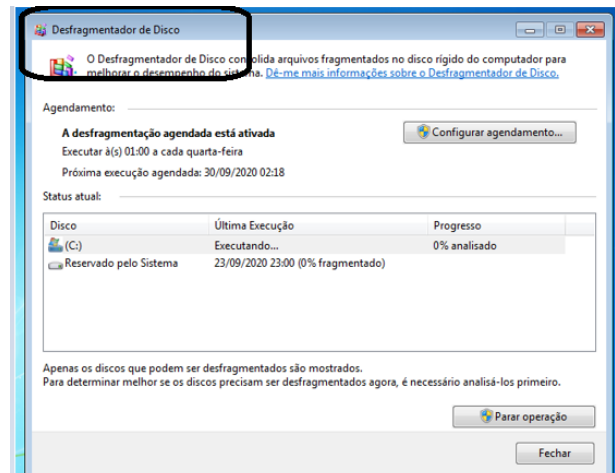 Desfragmentador de Disco
O Desfragmentador de Disco consolida arquivos fragmentados no disco rígido do computador para
melhorar o desempenho do sistema. Dê-me mais informações sobre o Desfragmentador de Disco.
Agendamento:
A desfragmentação agendada está ativada
Configurar agendamento...
Executar à(s) 01:00 a cada quarta-feira
Próxima execução agendada: 30/09/2020 02:18
Status atual:
Disco Última Execução Progresso
(C:) Executando... 0% analisado
Reservado pelo Sistema 23/09/2020 23:00 (0% fragmentado)
Apenas os discos que podem ser desfragmentados são mostrados.
Para determinar melhor se os discos precisam ser desfragmentados agora, é necessário analisá-los primeiro.
Parar operação
Fechar